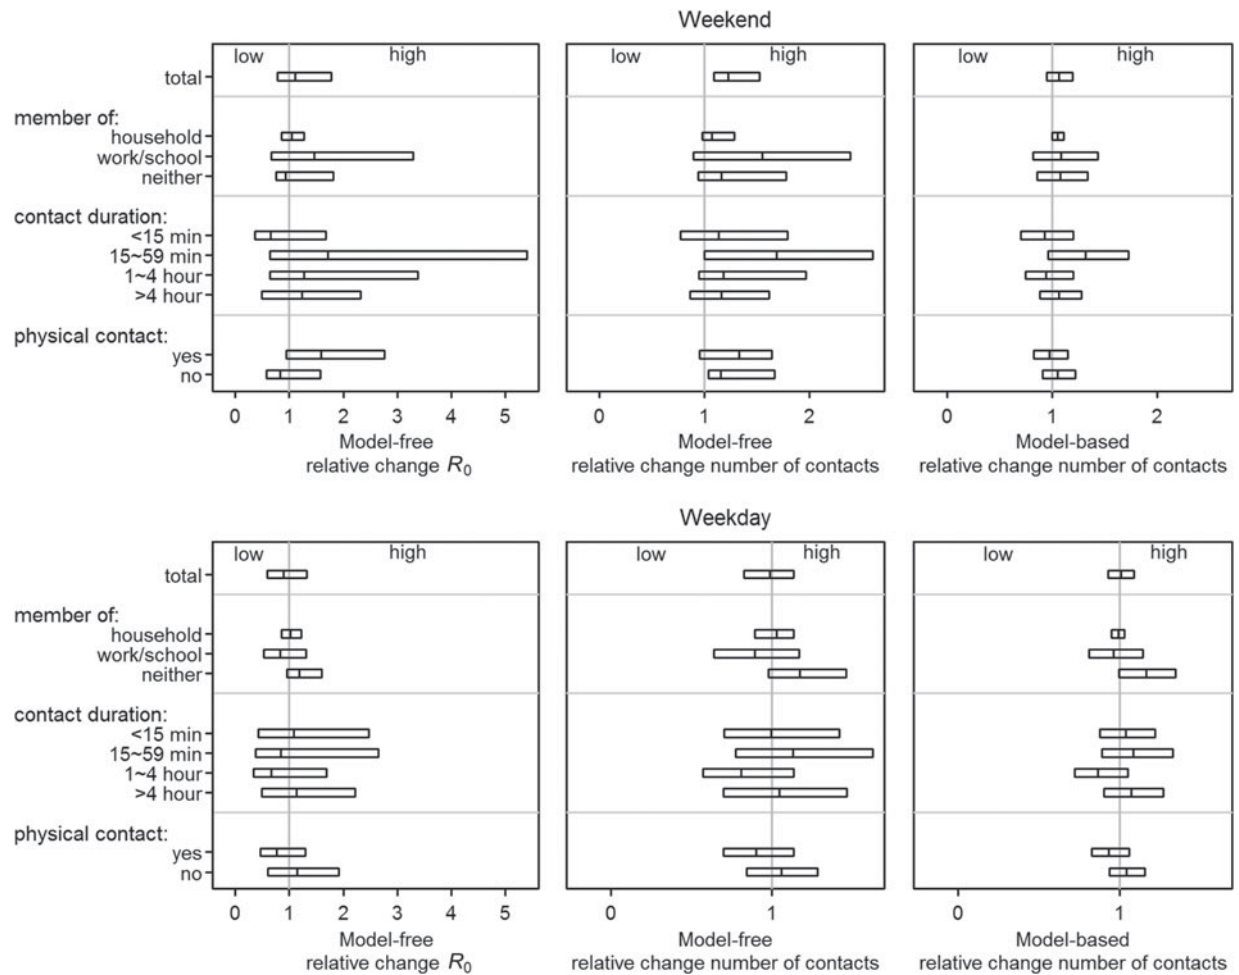 Weekend
low high low high low high
total
member of:
household
work/school
neither
contact duration:
<15 min
15~59 min
1~4 hour
>4 hour
physical contact:
yes
no
0 1 2 3 4 5 0 1 2 0 1 2
Model-free Model-free Model-based
relative change R0 relative change number of contacts relative change number of contacts
Weekday
low high low high low high
total
member of:
household
work/school
neither
contact duration:
<15 min
15~59 min
1~4 hour
>4 hour
physical contact:
yes
no
0 1 2 3 4 5 0 1 0 1
Model-free Model-free Model-based
relative change R0 relative change number of contacts relative change number of contacts